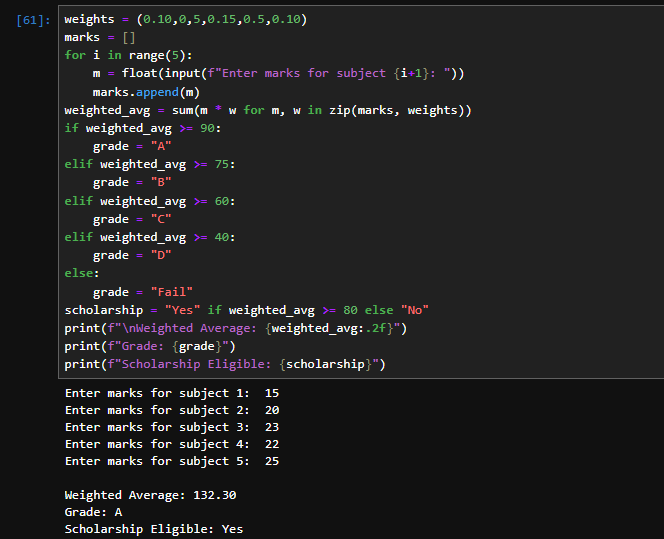 [61]:
weights = (0.10,0,5,0.15,0.5,0.10)
marks = []
for i in range(5):
    m = float(input(f"Enter marks for subject {i+1}: "))
    marks.append(m)
weighted_avg = sum(m * w for m, w in zip(marks, weights))
if weighted_avg >= 90:
    grade = "A"
elif weighted_avg >= 75:
    grade = "B"
elif weighted_avg >= 60:
    grade = "C"
elif weighted_avg >= 40:
    grade = "D"
else:
    grade = "Fail"
scholarship = "Yes" if weighted_avg >= 80 else "No"
print(f"\nWeighted Average: {weighted_avg:.2f}")
print(f"Grade: {grade}")
print(f"Scholarship Eligible: {scholarship}")
Enter marks for subject 1:  15
Enter marks for subject 2:  20
Enter marks for subject 3:  23
Enter marks for subject 4:  22
Enter marks for subject 5:  25

Weighted Average: 132.30
Grade: A
Scholarship Eligible: Yes